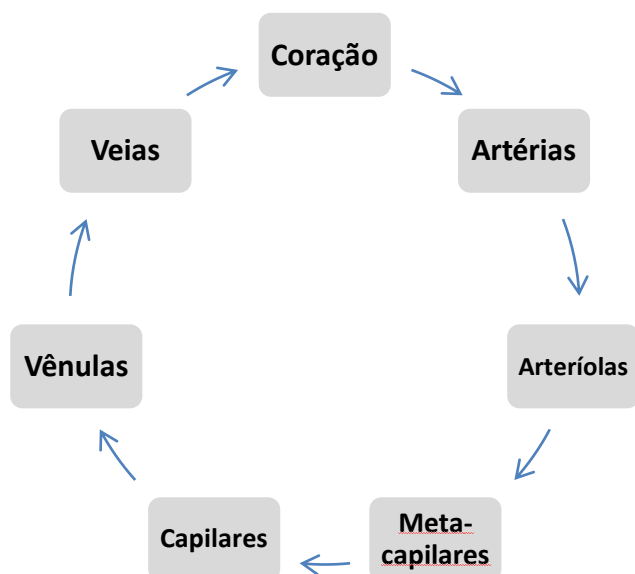 Coração
Artérias
Arteríolas
Meta-
capilares
Capilares
Vênulas
Veias